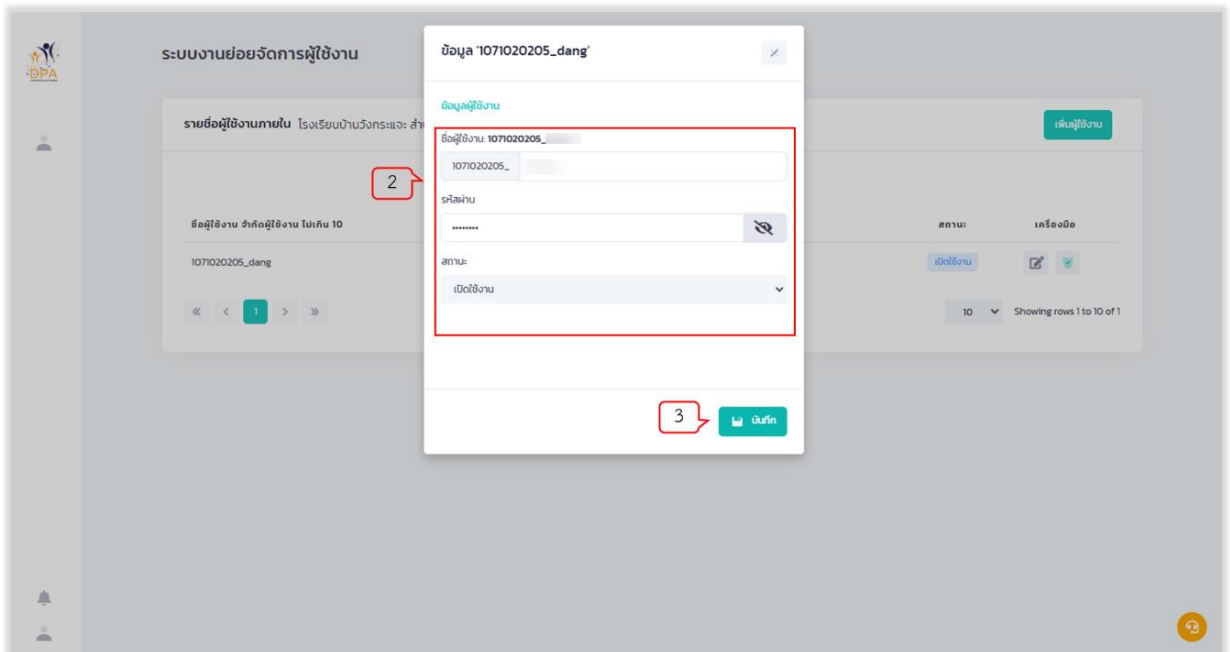 DPA
ระบบงานย่อยจัดการผู้ใช้งาน
รายชื่อผู้ใช้งานภายใน โรงเรียนบ้านวังกระแจะ
เพิ่มผู้ใช้งาน
ชื่อผู้ใช้งาน จำกัดผู้ใช้งาน ไม่เกิน 10
สถานะ
เครื่องมือ
1071020205_dang
เปิดใช้งาน
1
10
Showing rows 1 to 10 of 1
ข้อมูล '1071020205_dang'
ข้อมูลผู้ใช้งาน
ชื่อผู้ใช้งาน: 1071020205_
1071020205_
2
รหัสผ่าน
สถานะ
เปิดใช้งาน
3
บันทึก